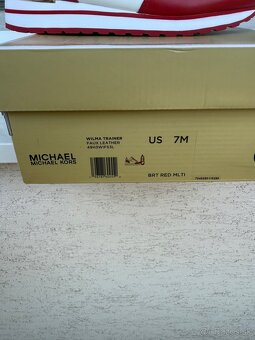 WILMA TRAINER
FAUX LEATHER
US 7M
MICHAEL
MICHAEL KORS
BRT RED MLTI